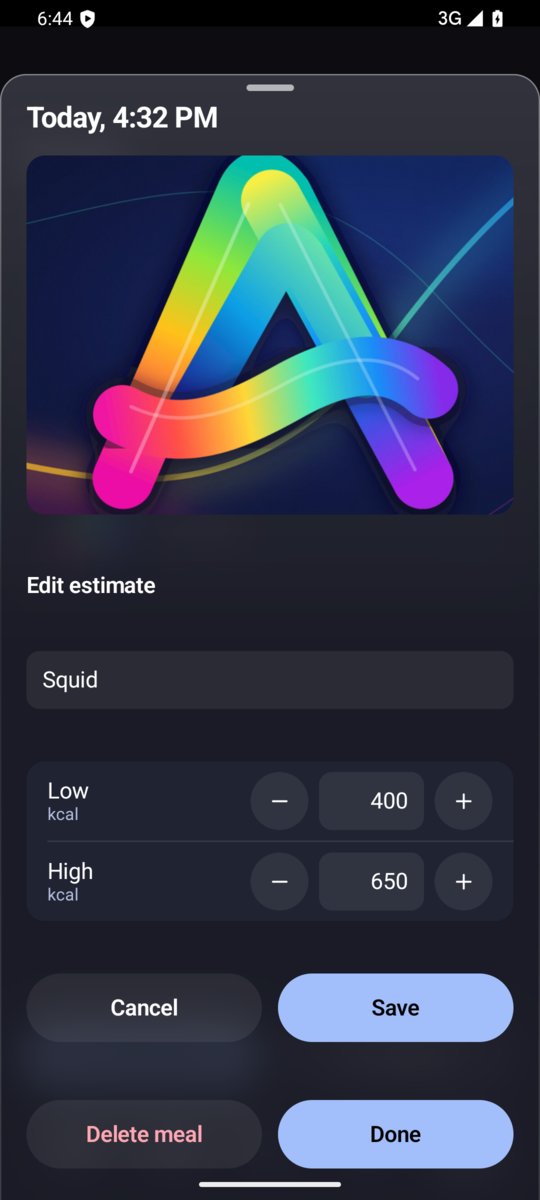 6:44
3G
Today, 4:32 PM
Edit estimate
Squid
Low
kcal
− 400 +
High
kcal
− 650 +
Cancel
Save
Delete meal
Done